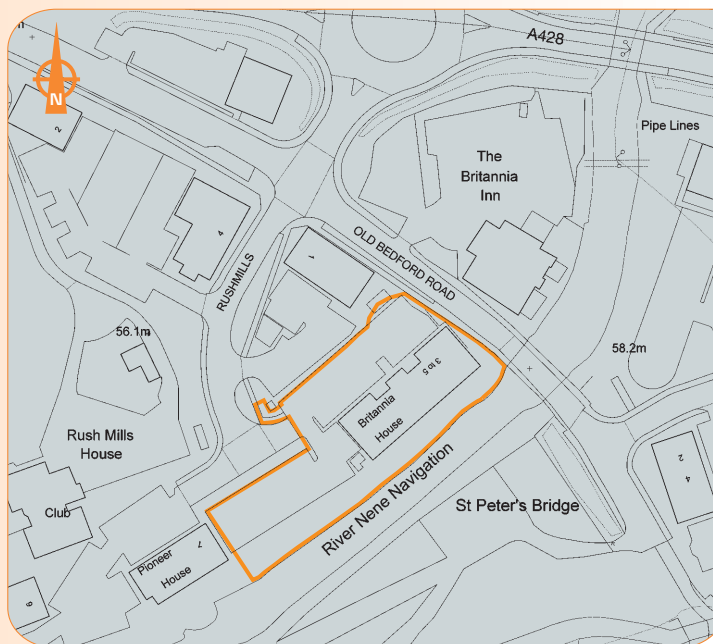 A428
N
2
Pipe Lines
The
Britannia
Inn
4
OLD BEDFORD ROAD
RUSHMILLS
1
56.1m
58.2m
3 to 5
Britannia
House
Rush Mills
House
River Nene Navigation
St Peter's Bridge
2
4
Club
7
Pioneer
House
9